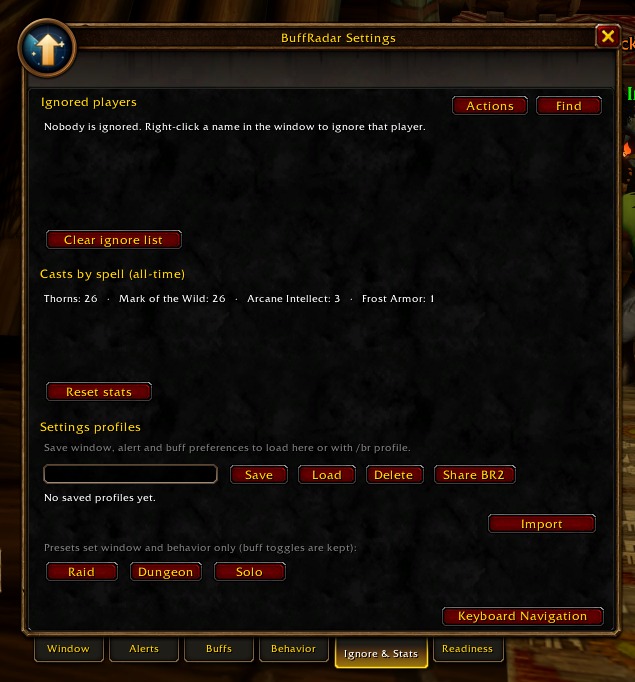 BuffRadar Settings
Ignored players
Actions Find
Nobody is ignored. Right-click a name in the window to ignore that player.
Clear ignore list
Casts by spell (all-time)
Thorns: 26 · Mark of the Wild: 26 · Arcane Intellect: 3 · Frost Armor: 1
Reset stats
Settings profiles
Save window, alert and buff preferences to load here or with /br profile.
Save Load Delete Share BR2
No saved profiles yet.
Import
Presets set window and behavior only (buff toggles are kept):
Raid Dungeon Solo
Keyboard Navigation
Window Alerts Buffs Behavior Ignore & Stats Readiness